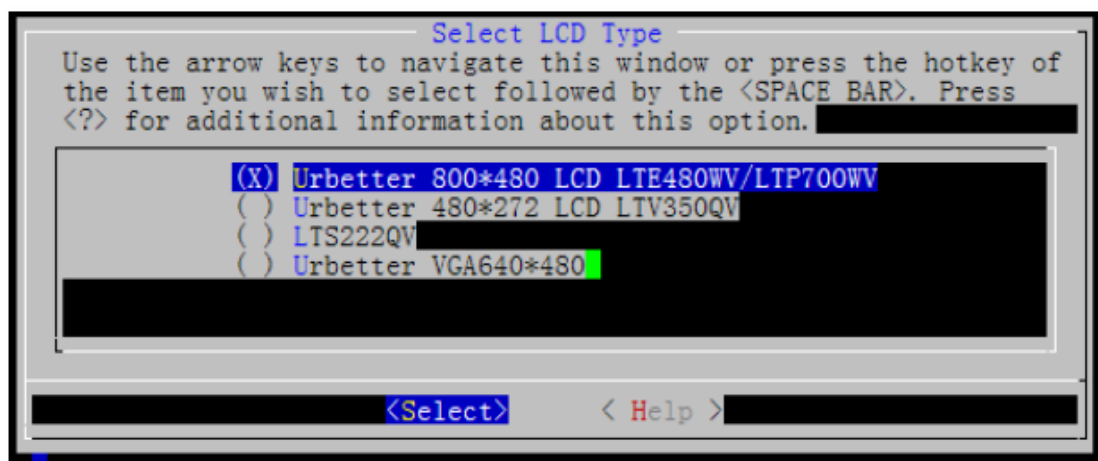 Select LCD Type
Use the arrow keys to navigate this window or press the hotkey of
the item you wish to select followed by the <SPACE BAR>. Press
<?> for additional information about this option.
(X) Urbetter 800*480 LCD LTE480WV/LTP700WV
( ) Urbetter 480*272 LCD LTV350QV
( ) LTS222QV
( ) Urbetter VGA640*480
<Select> < Help >